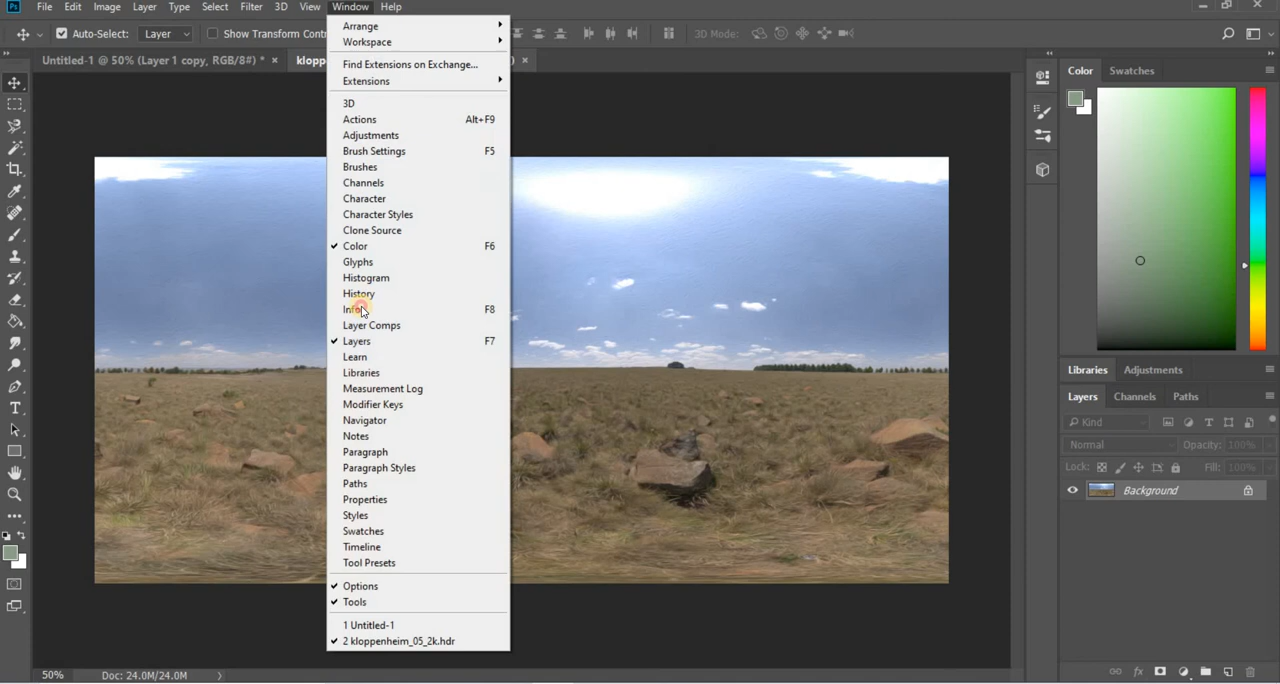 Ps File Edit Image Layer Type Select Filter 3D View Window Help
Auto-Select: Layer Show Transform Contr 3D Mode:
Untitled-1 @ 50% (Layer 1 copy, RGB/8#) * × klopp ) ×
Arrange
Workspace
Find Extensions on Exchange...
Extensions
3D
Actions Alt+F9
Adjustments
Brush Settings F5
Brushes
Channels
Character
Character Styles
Clone Source
Color F6
Glyphs
Histogram
History
Info F8
Layer Comps
Layers F7
Learn
Libraries
Measurement Log
Modifier Keys
Navigator
Notes
Paragraph
Paragraph Styles
Paths
Properties
Styles
Swatches
Timeline
Tool Presets
Options
Tools
1 Untitled-1
2 kloppenheim_05_2k.hdr
Color Swatches
Libraries Adjustments
Layers Channels Paths
Kind
Normal Opacity: 100%
Lock: Fill: 100%
Background
50% Doc: 24.0M/24.0M